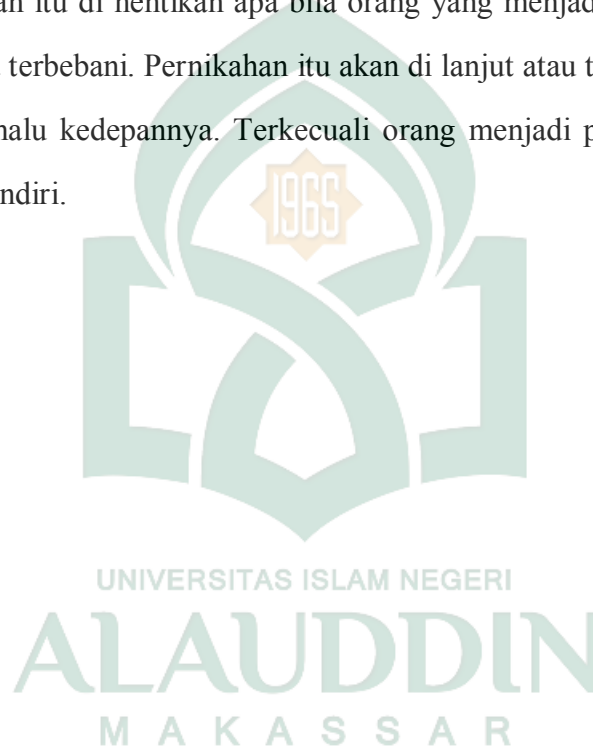 an itu di hentikan apa bila orang yang menjad
terbebani. Pernikahan itu akan di lanjut atau t
nalu kedepannya. Terkecuali orang menjadi p
ndiri.
1965
UNIVERSITAS ISLAM NEGERI
ALAUDDIN
MAKASSAR